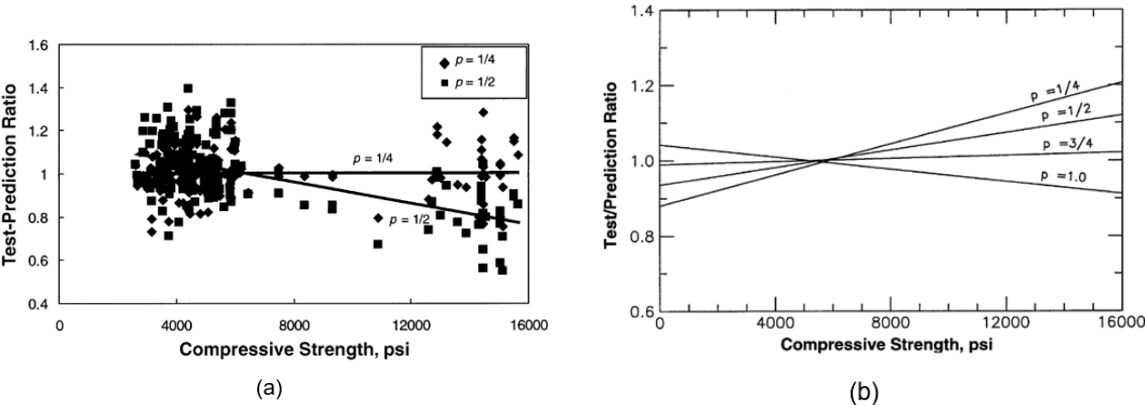 1.6
1.4
1.2
1
0.8
0.6
0.4
0
4000
8000
12000
16000
Test-Prediction Ratio
Compressive Strength, psi
p = 1/4
p = 1/2
p = 1/4
p = 1/2
(a)
1.4
1.2
1.0
0.8
0.6
0
4000
8000
12000
16000
Test/Prediction Ratio
Compressive Strength, psi
p =1/4
p =1/2
p =3/4
p =1.0
(b)